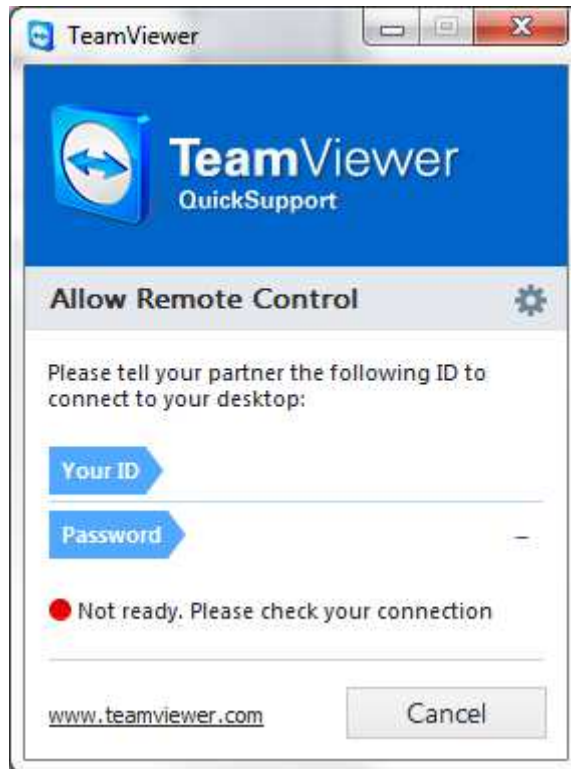 TeamViewer
TeamViewer
QuickSupport
Allow Remote Control
Please tell your partner the following ID to
connect to your desktop:
Your ID
Password
–
Not ready. Please check your connection
www.teamviewer.com
Cancel